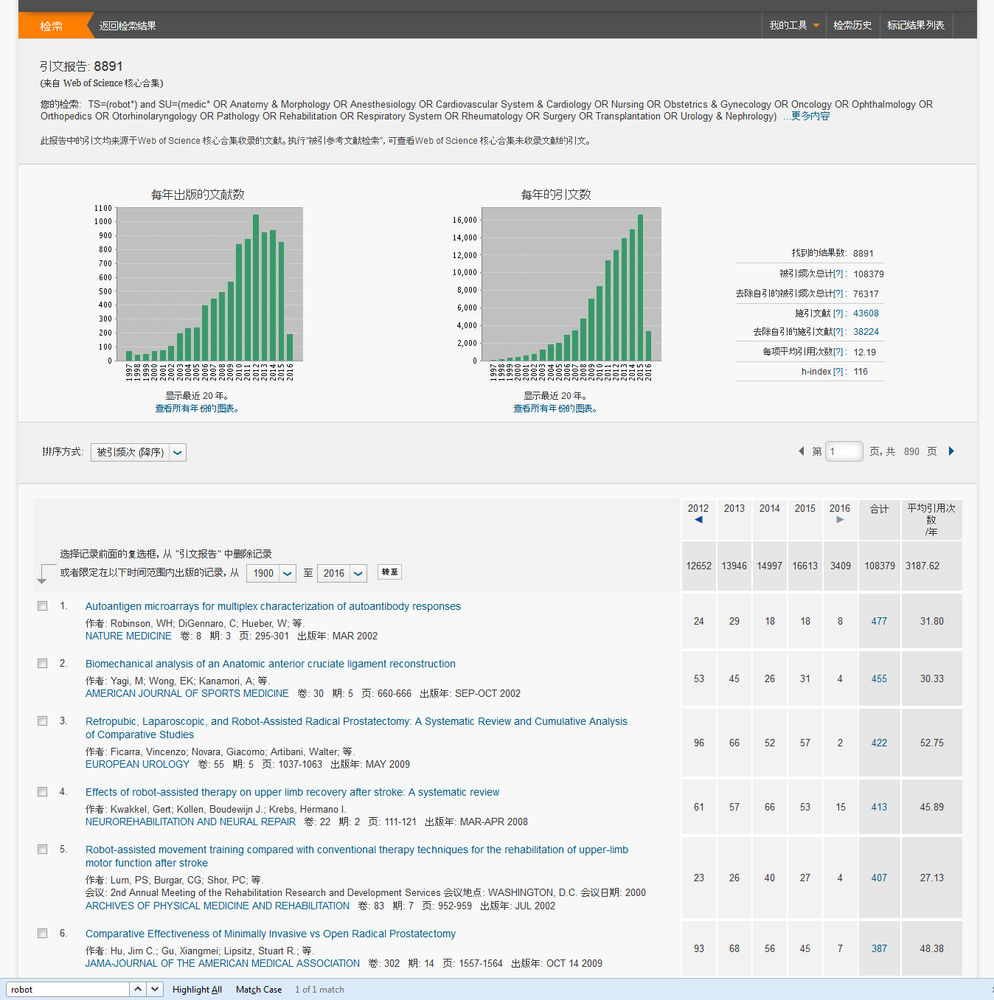 检索 返回检索结果 我的工具 检索历史 标记结果列表
引文报告: 8891
(来自 Web of Science 核心合集)
您的检索: TS=(robot*) and SU=(medic* OR Anatomy & Morphology OR Anesthesiology OR Cardiovascular System & Cardiology OR Nursing OR Obstetrics & Gynecology OR Oncology OR Ophthalmology OR
Orthopedics OR Otorhinolaryngology OR Pathology OR Rehabilitation OR Respiratory System OR Rheumatology OR Surgery OR Transplantation OR Urology & Nephrology) ...更多内容
此报告中的引文均来源于Web of Science 核心合集收录的文献。执行"被引参考文献检索"，可查看Web of Science 核心合集未收录文献的引文。
每年出版的文献数
1100
1000
900
800
700
600
500
400
300
200
100
0
1997 1998 1999 2000 2001 2002 2003 2004 2005 2006 2007 2008 2009 2010 2011 2012 2013 2014 2015 2016
显示最近 20 年。
查看所有年份的图表。
每年的引文数
16,000
14,000
12,000
10,000
8,000
6,000
4,000
2,000
0
1997 1998 1999 2000 2001 2002 2003 2004 2005 2006 2007 2008 2009 2010 2011 2012 2013 2014 2015 2016
显示最近 20 年。
查看所有年份的图表。
找到的结果数: 8891
被引频次总计[?] : 108379
去除自引的被引频次总计[?] : 76317
施引文献 [?] : 43608
去除自引的施引文献[?] : 38224
每项平均引用次数[?] : 12.19
h-index [?] : 116
排序方式: 被引频次 (降序) 第 1 页，共 890 页
2012 2013 2014 2015 2016 合计 平均引用次
数
/年
选择记录前面的复选框，从 "引文报告" 中删除记录
或者限定在以下时间范围内出版的记录，从 1900 至 2016 转至
12652 13946 14997 16613 3409 108379 3187.62
1. Autoantigen microarrays for multiplex characterization of autoantibody responses
作者: Robinson, WH; DiGennaro, C; Hueber, W; 等.
NATURE MEDICINE 卷: 8 期: 3 页: 295-301 出版年: MAR 2002
24 29 18 18 8 477 31.80
2. Biomechanical analysis of an Anatomic anterior cruciate ligament reconstruction
作者: Yagi, M; Wong, EK; Kanamori, A; 等.
AMERICAN JOURNAL OF SPORTS MEDICINE 卷: 30 期: 5 页: 660-666 出版年: SEP-OCT 2002
53 45 26 31 4 455 30.33
3. Retropubic, Laparoscopic, and Robot-Assisted Radical Prostatectomy: A Systematic Review and Cumulative Analysis
of Comparative Studies
作者: Ficarra, Vincenzo; Novara, Giacomo; Artibani, Walter; 等.
EUROPEAN UROLOGY 卷: 55 期: 5 页: 1037-1063 出版年: MAY 2009
96 66 52 57 2 422 52.75
4. Effects of robot-assisted therapy on upper limb recovery after stroke: A systematic review
作者: Kwakkel, Gert; Kollen, Boudewijn J.; Krebs, Hermano I.
NEUROREHABILITATION AND NEURAL REPAIR 卷: 22 期: 2 页: 111-121 出版年: MAR-APR 2008
61 57 66 53 15 413 45.89
5. Robot-assisted movement training compared with conventional therapy techniques for the rehabilitation of upper-limb
motor function after stroke
作者: Lum, PS; Burgar, CG; Shor, PC; 等.
会议: 2nd Annual Meeting of the Rehabilitation Research and Development Services 会议地点: WASHINGTON, D.C. 会议日期: 2000
ARCHIVES OF PHYSICAL MEDICINE AND REHABILITATION 卷: 83 期: 7 页: 952-959 出版年: JUL 2002
23 26 40 27 4 407 27.13
6. Comparative Effectiveness of Minimally Invasive vs Open Radical Prostatectomy
作者: Hu, Jim C.; Gu, Xiangmei; Lipsitz, Stuart R.; 等.
JAMA-JOURNAL OF THE AMERICAN MEDICAL ASSOCIATION 卷: 302 期: 14 页: 1557-1564 出版年: OCT 14 2009
93 68 56 45 7 387 48.38
robot Highlight All Match Case 1 of 1 match